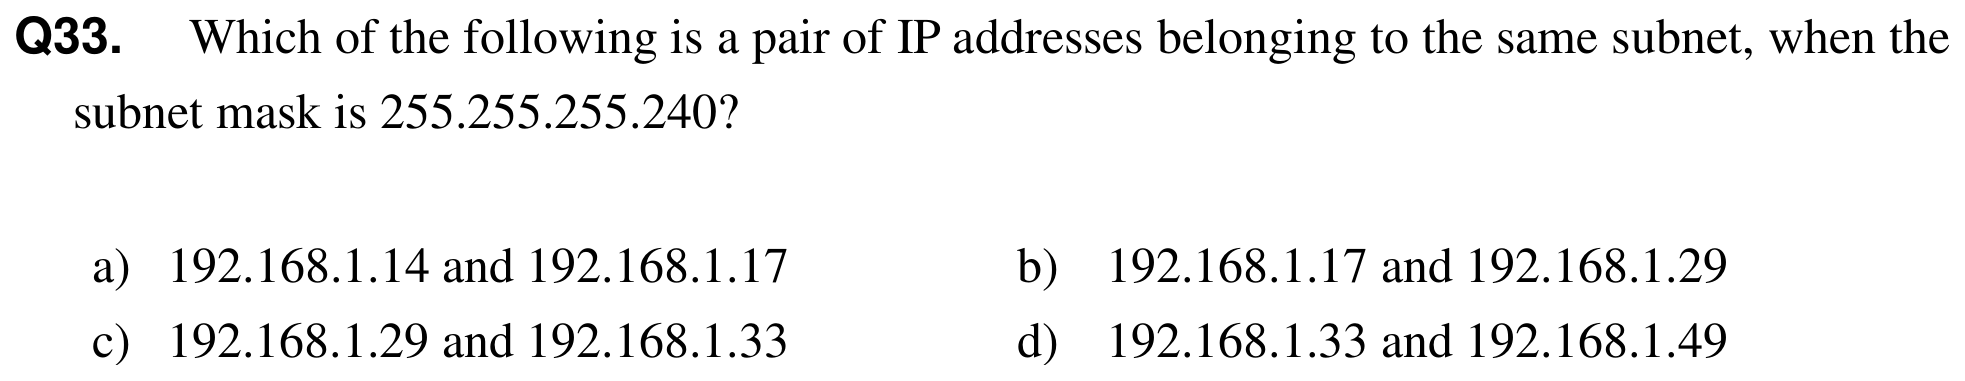 Q33. Which of the following is a pair of IP addresses belonging to the same subnet, when the
subnet mask is 255.255.255.240?
a) 192.168.1.14 and 192.168.1.17 b) 192.168.1.17 and 192.168.1.29
c) 192.168.1.29 and 192.168.1.33 d) 192.168.1.33 and 192.168.1.49